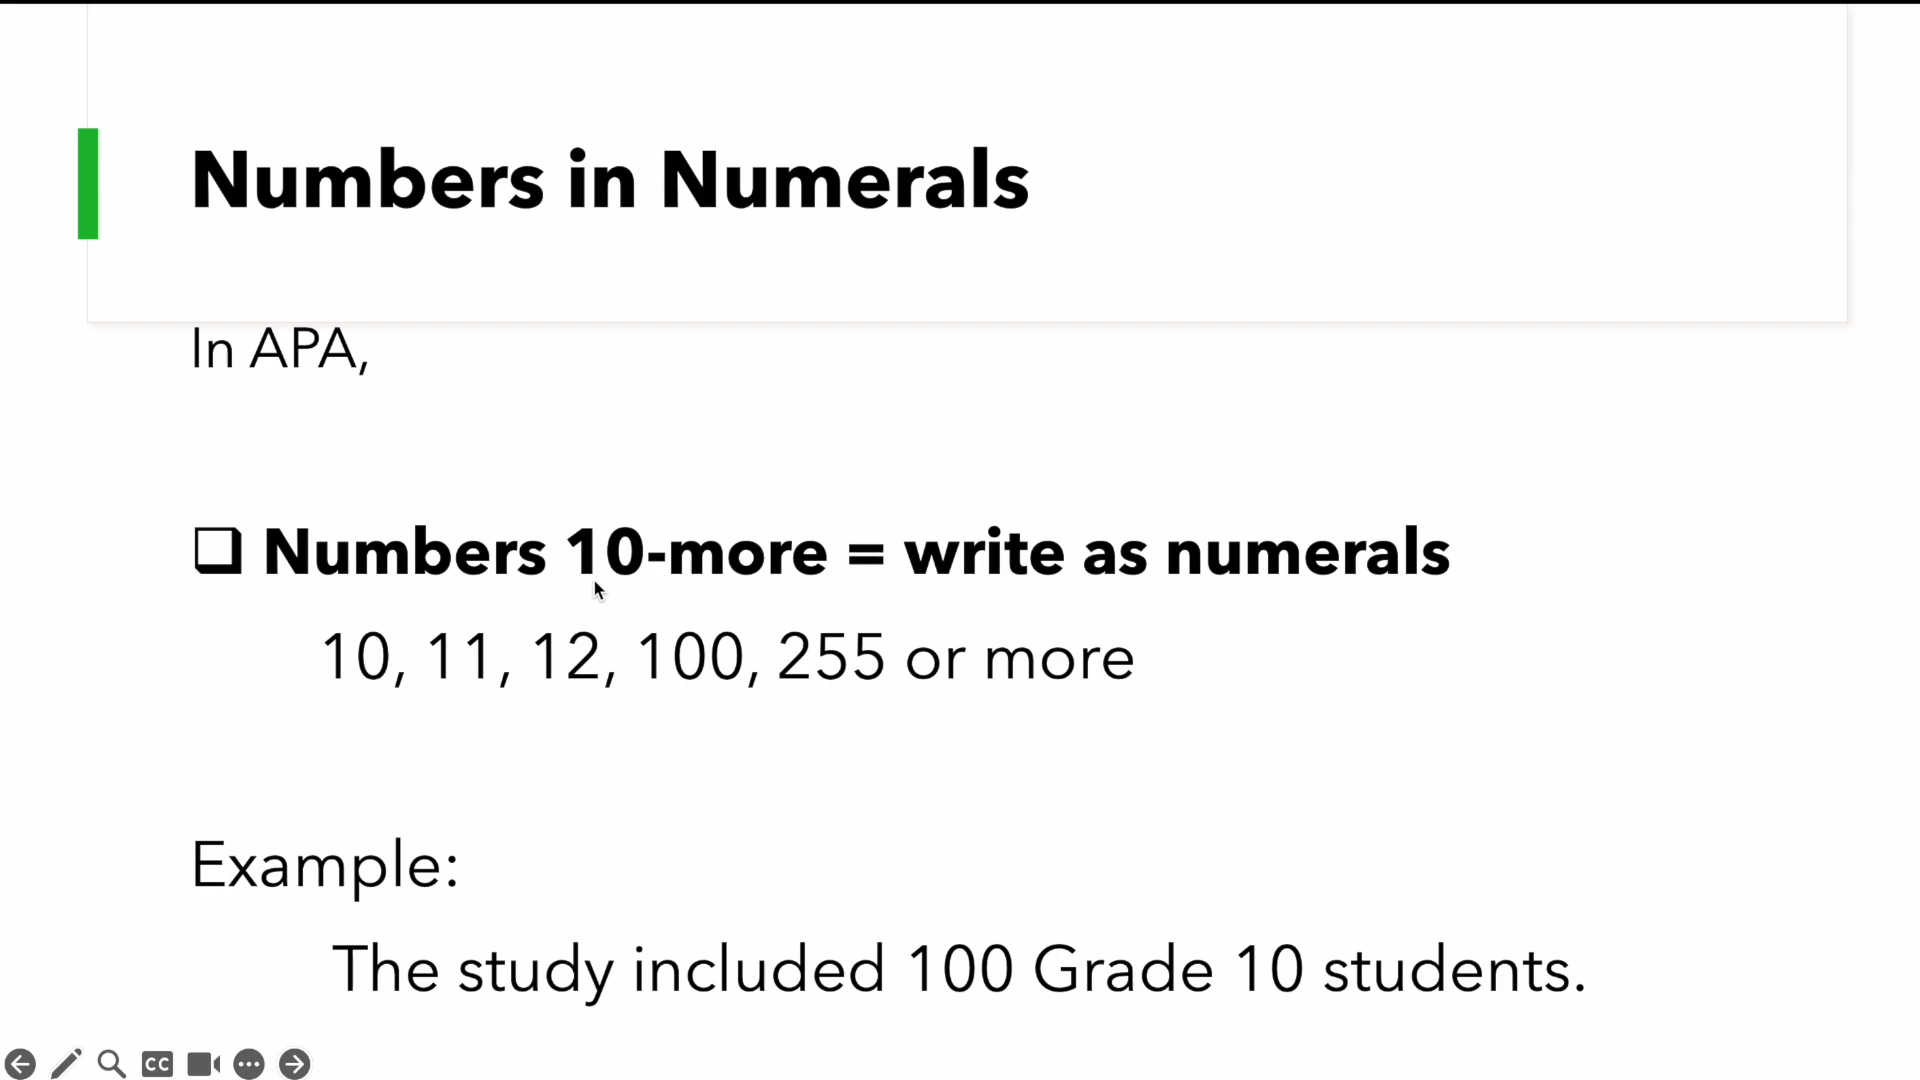 Numbers in Numerals
In APA,
❑ Numbers 10-more = write as numerals
10, 11, 12, 100, 255 or more
Example:
The study included 100 Grade 10 students.
CC